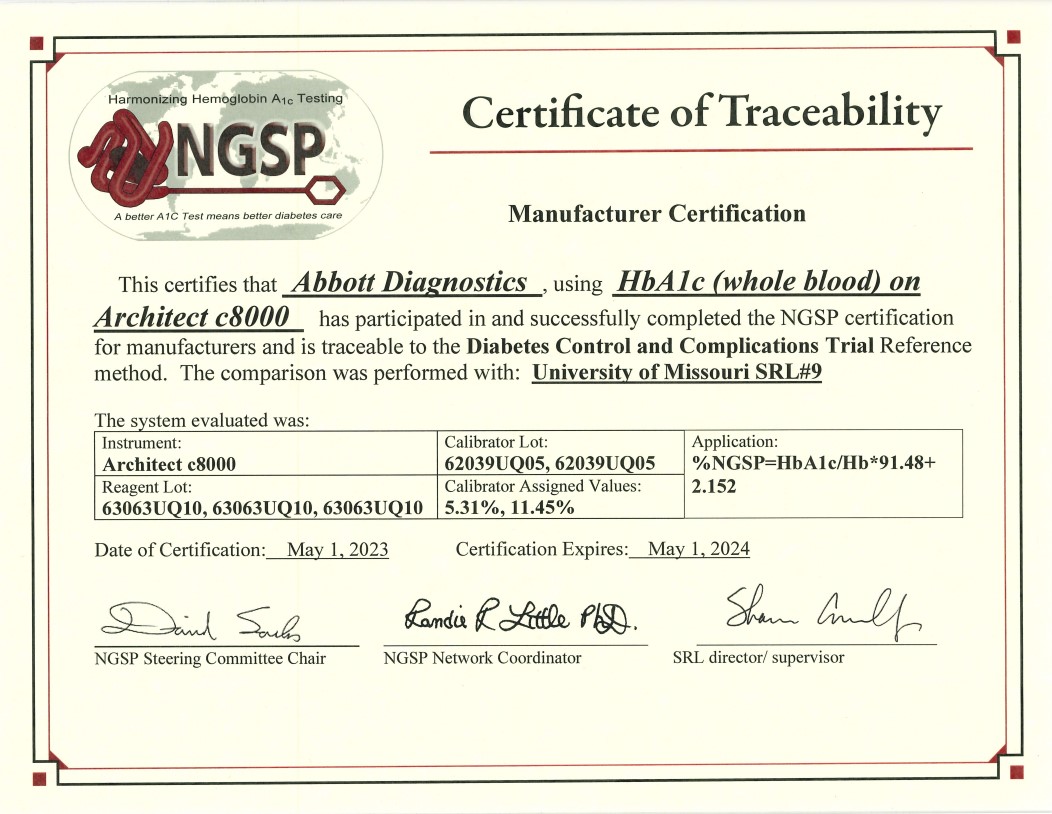 Harmonizing Hemoglobin A1c Testing
NGSP
A better A1C Test means better diabetes care
Certificate of Traceability
Manufacturer Certification
This certifies that Abbott Diagnostics, using HbA1c (whole blood) on
Architect c8000 has participated in and successfully completed the NGSP certification
for manufacturers and is traceable to the Diabetes Control and Complications Trial Reference
method. The comparison was performed with: University of Missouri SRL#9
The system evaluated was:
Instrument:
Architect c8000
Calibrator Lot:
62039UQ05, 62039UQ05
Application:
%NGSP=HbA1c/Hb*91.48+
2.152
Reagent Lot:
63063UQ10, 63063UQ10, 63063UQ10
Calibrator Assigned Values:
5.31%, 11.45%
Date of Certification: May 1, 2023 Certification Expires: May 1, 2024
David Sacks
Randie R Little PhD.
NGSP Steering Committee Chair
NGSP Network Coordinator
SRL director/ supervisor